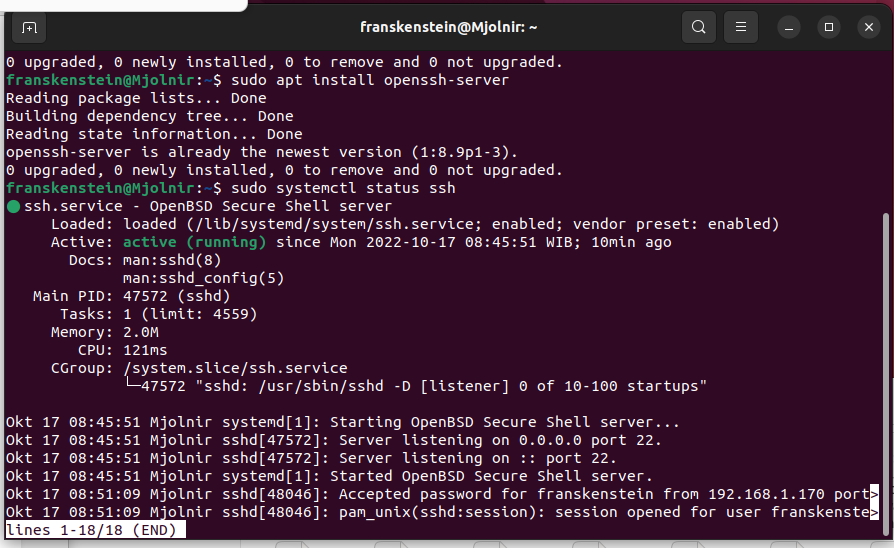 franskenstein@Mjolnir: ~
0 upgraded, 0 newly installed, 0 to remove and 0 not upgraded.
franskenstein@Mjolnir:~$ sudo apt install openssh-server
Reading package lists... Done
Building dependency tree... Done
Reading state information... Done
openssh-server is already the newest version (1:8.9p1-3).
0 upgraded, 0 newly installed, 0 to remove and 0 not upgraded.
franskenstein@Mjolnir:~$ sudo systemctl status ssh
● ssh.service - OpenBSD Secure Shell server
     Loaded: loaded (/lib/systemd/system/ssh.service; enabled; vendor preset: enabled)
     Active: active (running) since Mon 2022-10-17 08:45:51 WIB; 10min ago
       Docs: man:sshd(8)
             man:sshd_config(5)
   Main PID: 47572 (sshd)
      Tasks: 1 (limit: 4559)
     Memory: 2.0M
        CPU: 121ms
     CGroup: /system.slice/ssh.service
             └─47572 "sshd: /usr/sbin/sshd -D [listener] 0 of 10-100 startups"
Okt 17 08:45:51 Mjolnir systemd[1]: Starting OpenBSD Secure Shell server...
Okt 17 08:45:51 Mjolnir sshd[47572]: Server listening on 0.0.0.0 port 22.
Okt 17 08:45:51 Mjolnir sshd[47572]: Server listening on :: port 22.
Okt 17 08:45:51 Mjolnir systemd[1]: Started OpenBSD Secure Shell server.
Okt 17 08:51:09 Mjolnir sshd[48046]: Accepted password for franskenstein from 192.168.1.170 port>
Okt 17 08:51:09 Mjolnir sshd[48046]: pam_unix(sshd:session): session opened for user franskenste>
lines 1-18/18 (END)